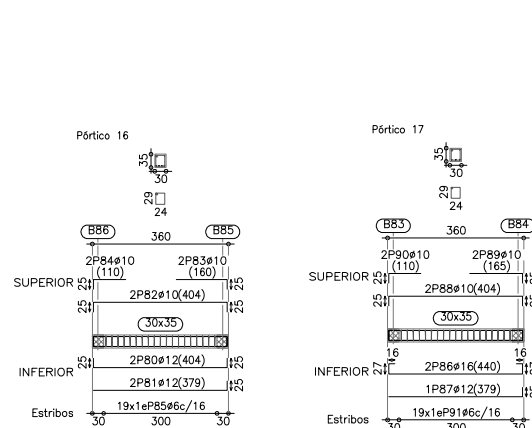 Pórtico 16
35
30
29
24
B86
B85
360
2P84ø10
(110)
2P83ø10
(160)
SUPERIOR
25
25
2P82ø10(404)
25
25
30x35
INFERIOR
25
2P80ø12(404)
25
2P81ø12(379)
25
Estribos
19x1eP85ø6c/16
30
300
30
Pórtico 17
35
30
29
24
B83
B84
360
2P90ø10
(110)
2P89ø10
(165)
SUPERIOR
25
2P88ø10(404)
25
30x35
16
16
INFERIOR
27
2P86ø16(440)
1P87ø12(379)
Estribos
19x1eP91ø6c/16
30
300
30